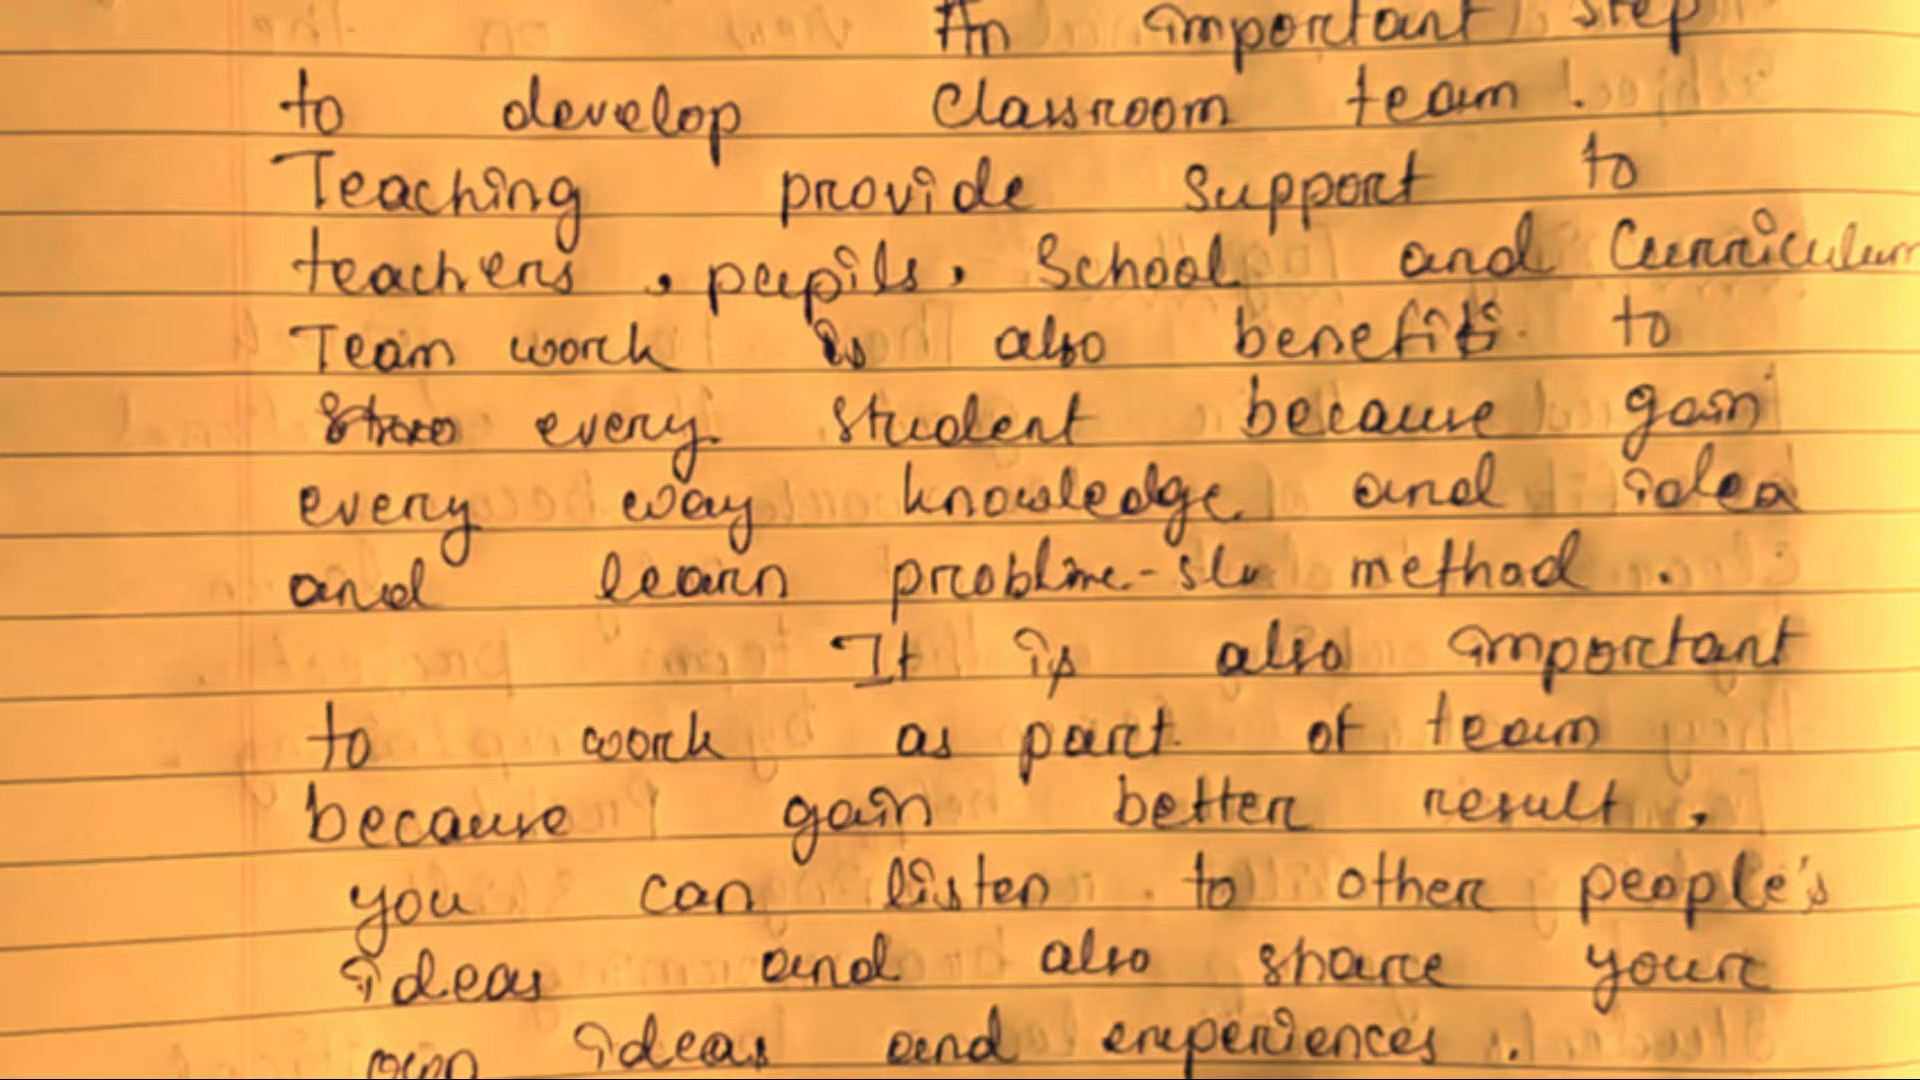 An important step
to develop classroom team.
Teaching provide support to
teachers, pupils, School and Curriculum
Team work is also benefits to
every student because gain
every way knowledge and idea
and learn probline-slv method.
It is also important
to work as part of team
because gain better result,
you can listen to other people's
ideas and also share your
own ideas and experiences.